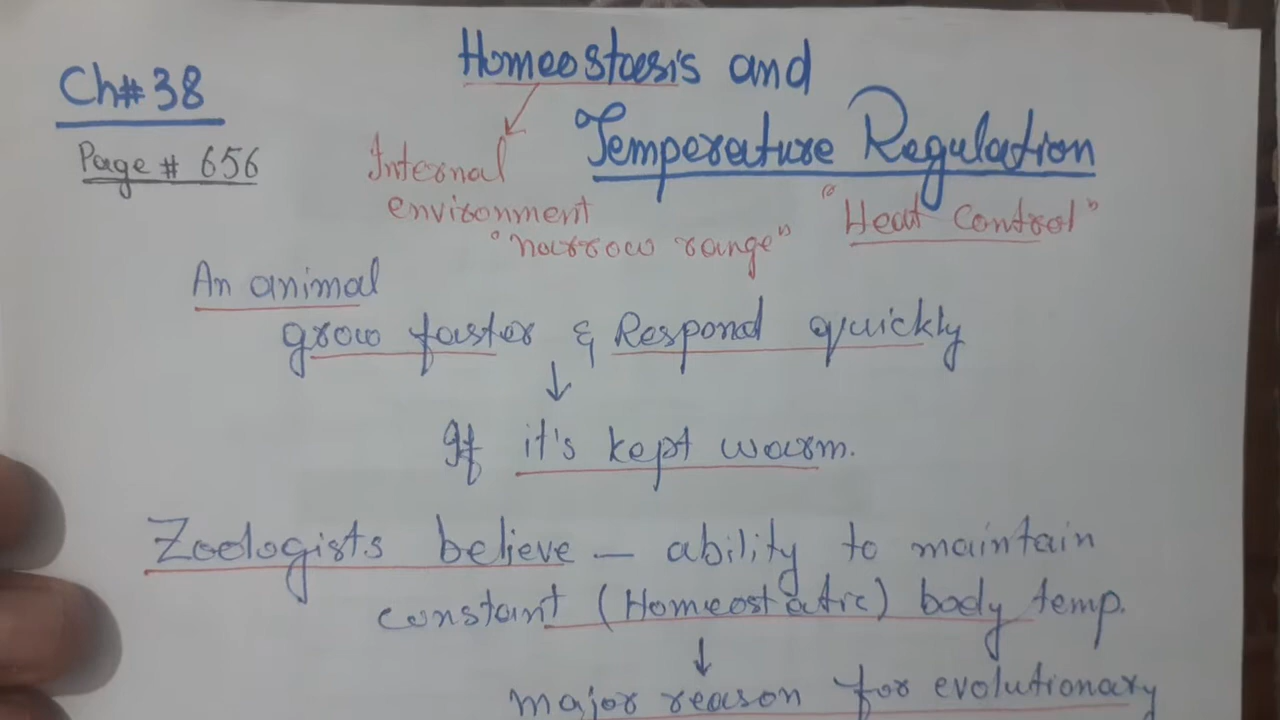 Homeostasis and
Ch# 38
Temperature Regulation
Page # 656
Internal
environment
"narrow range"
"Heat Control"
An animal
grow faster & Respond quickly
↓
If it's kept warm.
Zoologists believe — ability to maintain
constant (Homeostatic) body temp.
↓
major reason for evolutionary